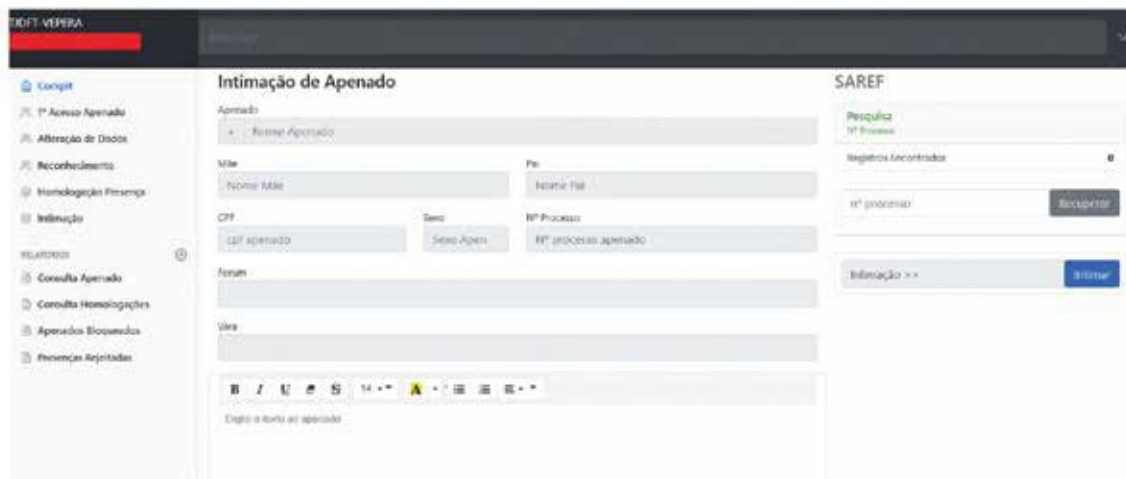 Cockpit
1º Acesso Apenado
Alteração de Dados
Reconhecimento
Homologação Presença
Intimação
RELATÓRIOS
Consulta Apenado
Consulta Homologações
Apenados Bloqueados
Presenças Rejeitadas
Intimação de Apenado
Apenado
Nome Apenado
Mãe
Pai
Nome Mãe
Nome Pai
CPF
Sexo
Nº Processo
cpf apenado
Sexo Apen
Nº processo apenado
Forum
Vara
B I U S 14 A
Digite o texto ao apenado
SAREF
Pesquisa
Nº Processo
Registros Encontrados 0
nº processo Recuperar
Intimação >> Intimar